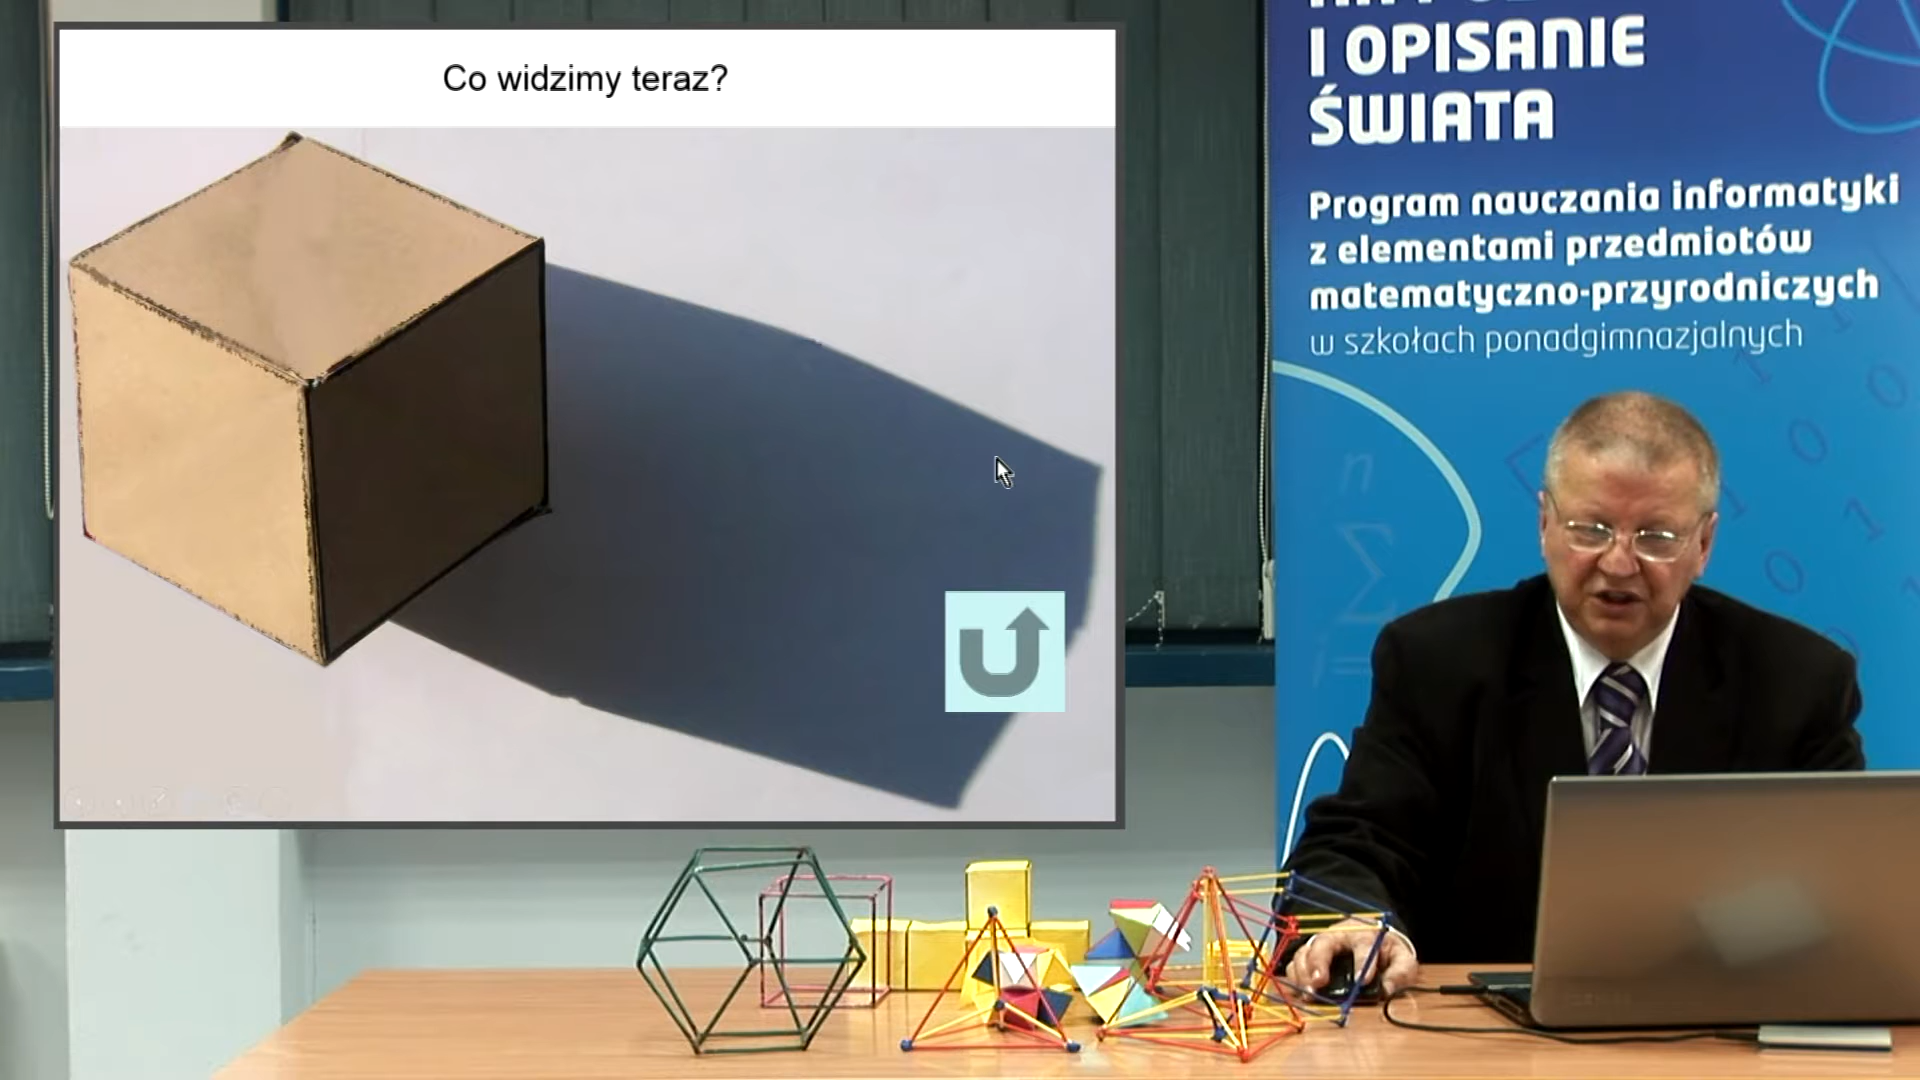 Co widzimy teraz?
I OPISANIE
ŚWIATA
Program nauczania informatyki
z elementami przedmiotów
matematyczno-przyrodniczych
w szkołach ponadgimnazjalnych